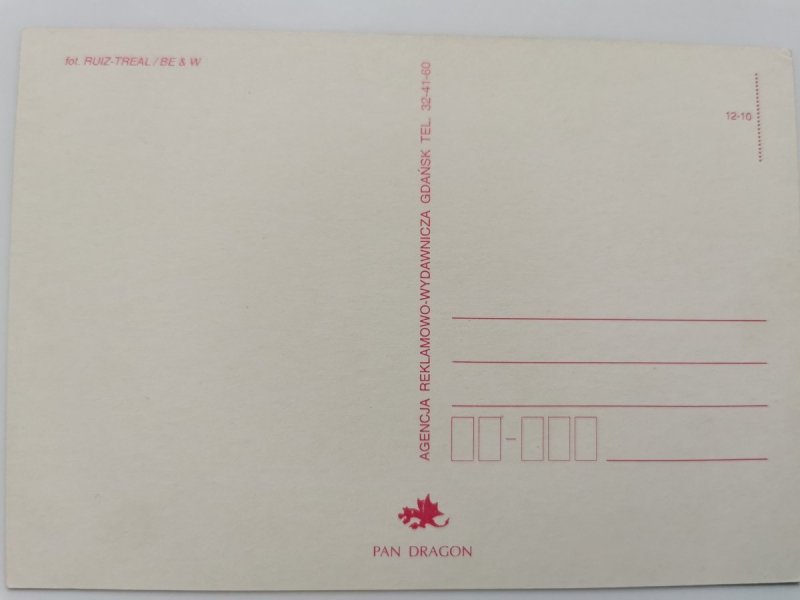 fot. RUIZ-TREAL / BE & W
AGENCJA REKLAMOWO-WYDAWNICZA GDAŃSK TEL. 32-41-60
12-10
PAN DRAGON